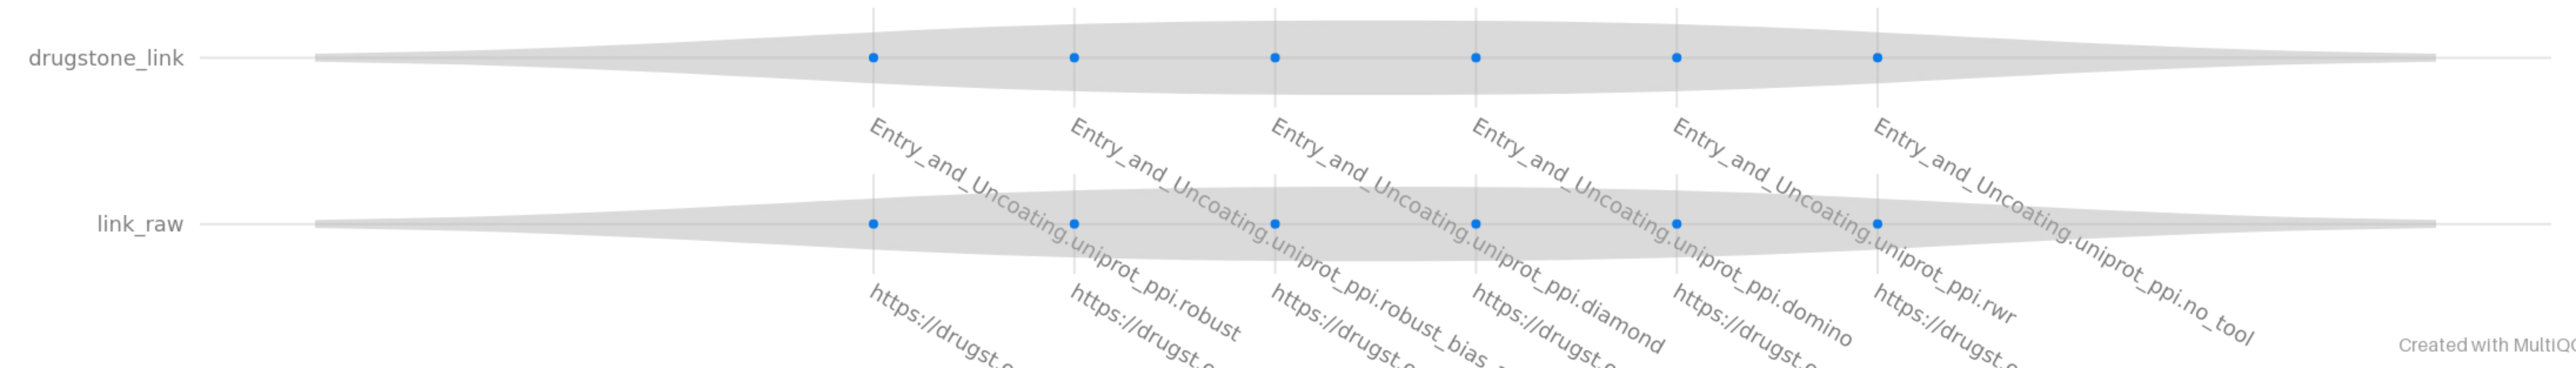 drugstone_link
Entry_and_Uncoating.uniprot_ppi.robust
Entry_and_Uncoating.uniprot_ppi.robust_bias_
Entry_and_Uncoating.uniprot_ppi.diamond
Entry_and_Uncoating.uniprot_ppi.domino
Entry_and_Uncoating.uniprot_ppi.rwr
Entry_and_Uncoating.uniprot_ppi.no_tool
link_raw
https://drugst.
https://drugst.
https://drugst.
https://drugst.
https://drugst.
https://drugst.
Created with MultiQC